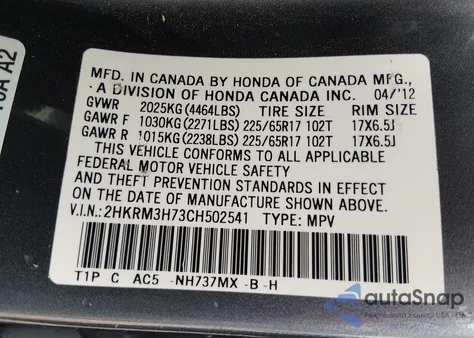 MFD. IN CANADA BY HONDA OF CANADA MFG.,
A DIVISION OF HONDA CANADA INC. 04/'12
GVWR 2025KG(4464LBS) TIRE SIZE RIM SIZE
GAWR F 1030KG(2271LBS) 225/65R17 102T 17X6.5J
GAWR R 1015KG(2238LBS) 225/65R17 102T 17X6.5J
THIS VEHICLE CONFORMS TO ALL APPLICABLE
FEDERAL MOTOR VEHICLE SAFETY
AND THEFT PREVENTION STANDARDS IN EFFECT
ON THE DATE OF MANUFACTURE SHOWN ABOVE.
V.I.N.: 2HKRM3H73CH502541 TYPE: MPV
T1P C AC5 -NH737MX -B -H
autoSnap